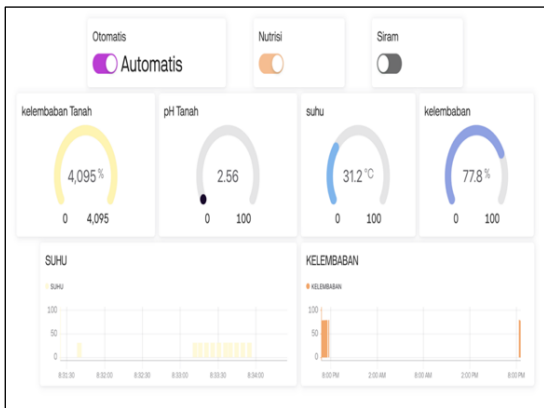 Otomatis
Automatis
Nutrisi
Siram
kelembaban Tanah
4,095 %
0 4,095
pH Tanah
2.56
0 100
suhu
31.2 °C
0 100
kelembaban
77.8 %
0 100
SUHU
SUHU
100
50
0
8:31:30 8:32:00 8:32:30 8:33:00 8:33:30 8:34:00
KELEMBABAN
KELEMBABAN
100
50
0
8:00 PM 2:00 AM 8:00 AM 2:00 PM 8:00 PM